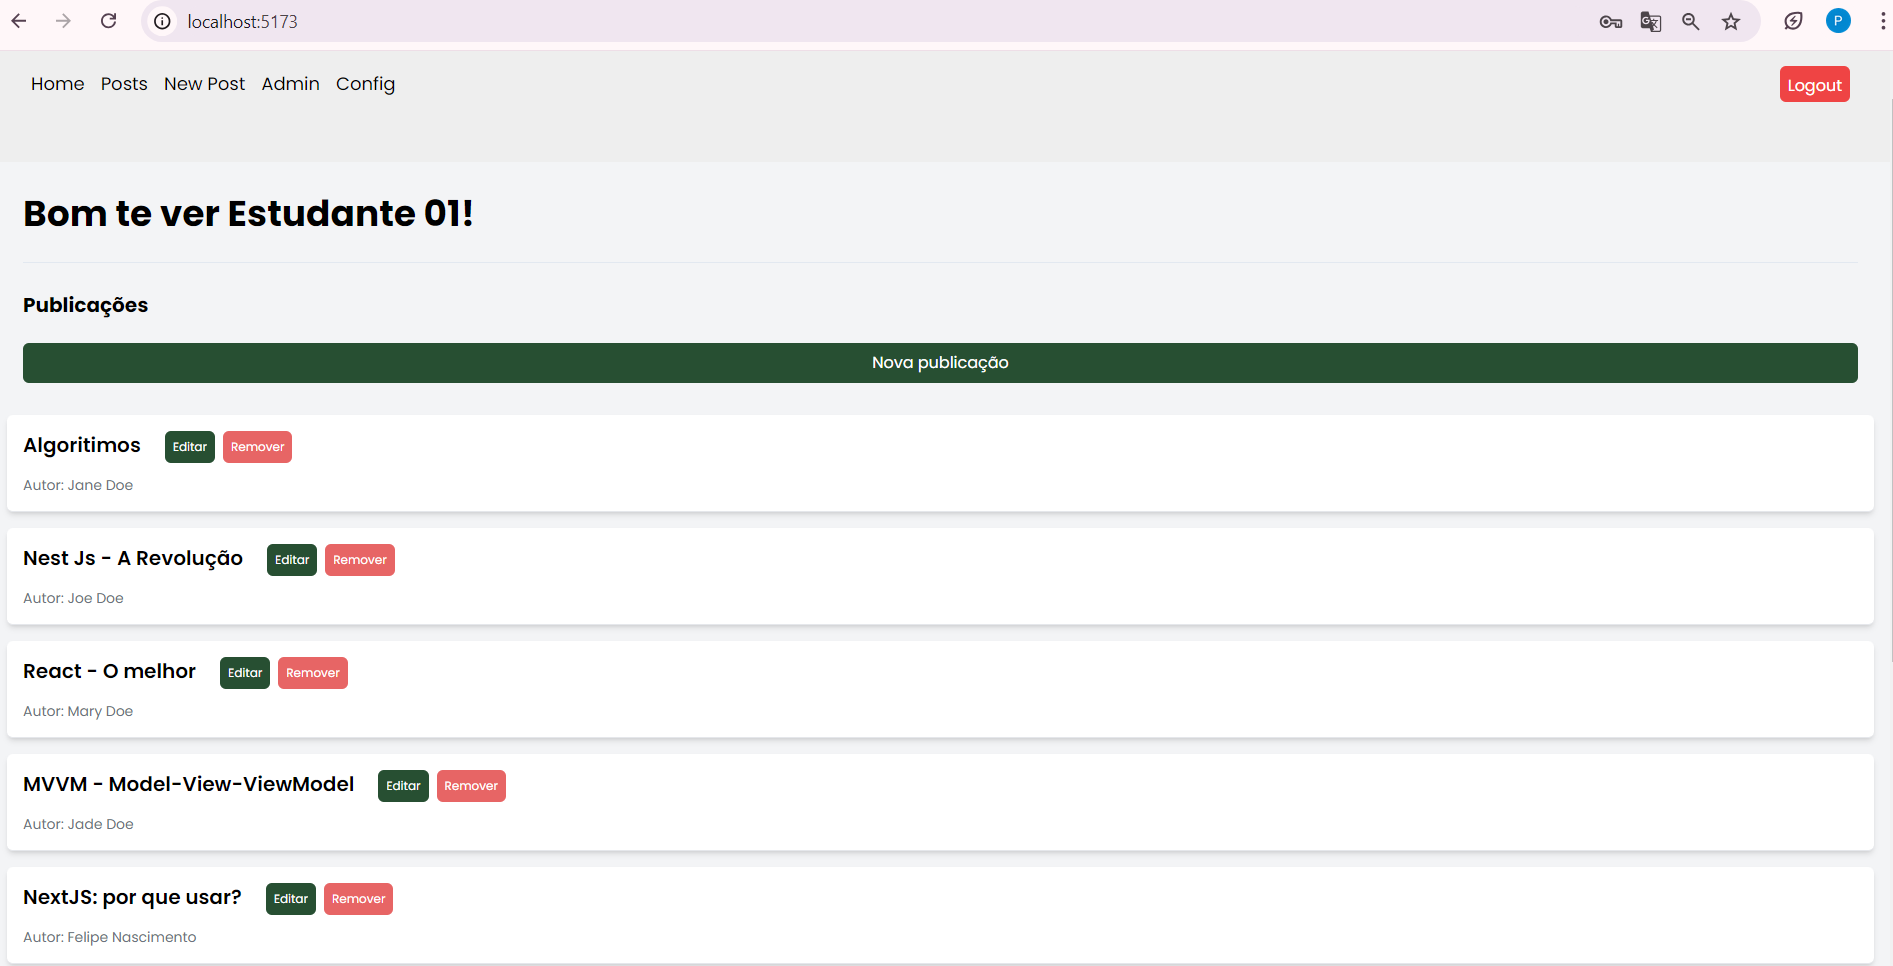 localhost:5173
P
Home Posts New Post Admin Config Logout
Bom te ver Estudante 01!
Publicações
Nova publicação
Algoritimos Editar Remover
Autor: Jane Doe
Nest Js - A Revolução Editar Remover
Autor: Joe Doe
React - O melhor Editar Remover
Autor: Mary Doe
MVVM - Model-View-ViewModel Editar Remover
Autor: Jade Doe
NextJS: por que usar? Editar Remover
Autor: Felipe Nascimento